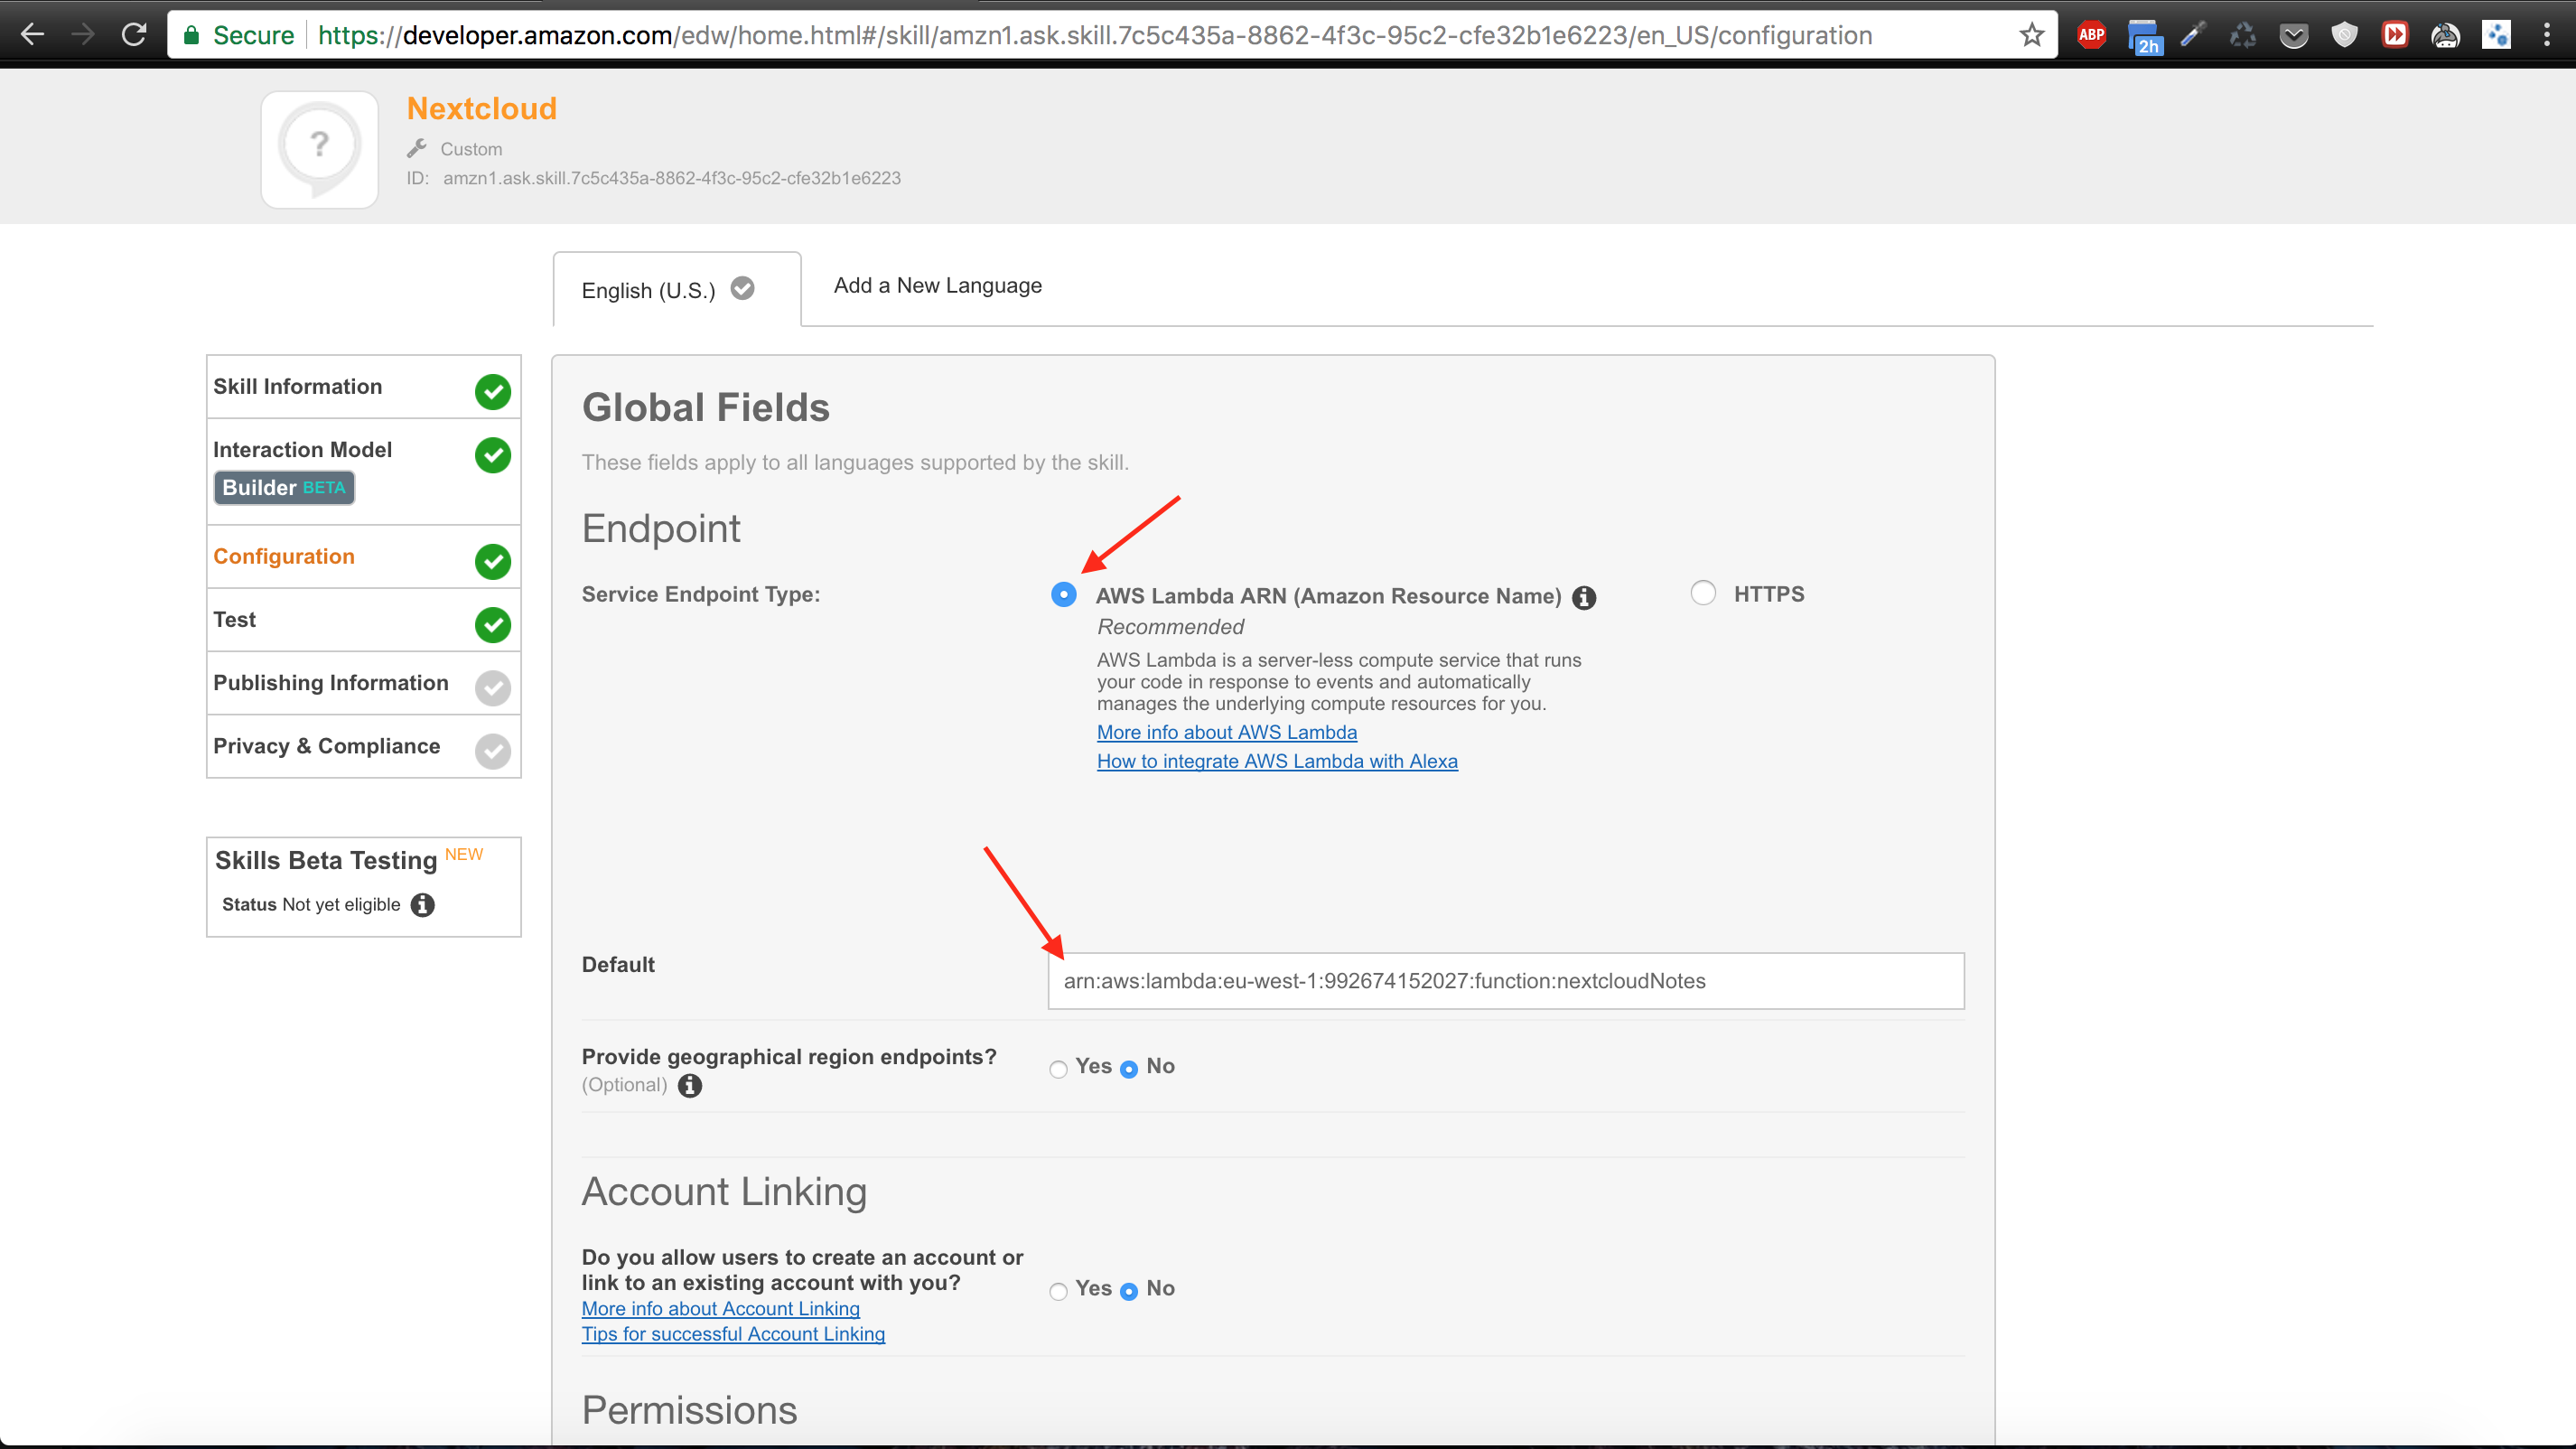 Secure https://developer.amazon.com/edw/home.html#/skill/amzn1.ask.skill.7c5c435a-8862-4f3c-95c2-cfe32b1e6223/en_US/configuration
ABP
2h
?
Nextcloud
Custom
ID: amzn1.ask.skill.7c5c435a-8862-4f3c-95c2-cfe32b1e6223
English (U.S.)
Add a New Language
Skill Information
Interaction Model
Builder BETA
Configuration
Test
Publishing Information
Privacy & Compliance
Skills Beta Testing NEW
Status Not yet eligible
Global Fields
These fields apply to all languages supported by the skill.
Endpoint
Service Endpoint Type:
AWS Lambda ARN (Amazon Resource Name)
Recommended
AWS Lambda is a server-less compute service that runs
your code in response to events and automatically
manages the underlying compute resources for you.
More info about AWS Lambda
How to integrate AWS Lambda with Alexa
HTTPS
Default
arn:aws:lambda:eu-west-1:992674152027:function:nextcloudNotes
Provide geographical region endpoints?
(Optional)
Yes No
Account Linking
Do you allow users to create an account or
link to an existing account with you?
More info about Account Linking
Tips for successful Account Linking
Yes No
Permissions